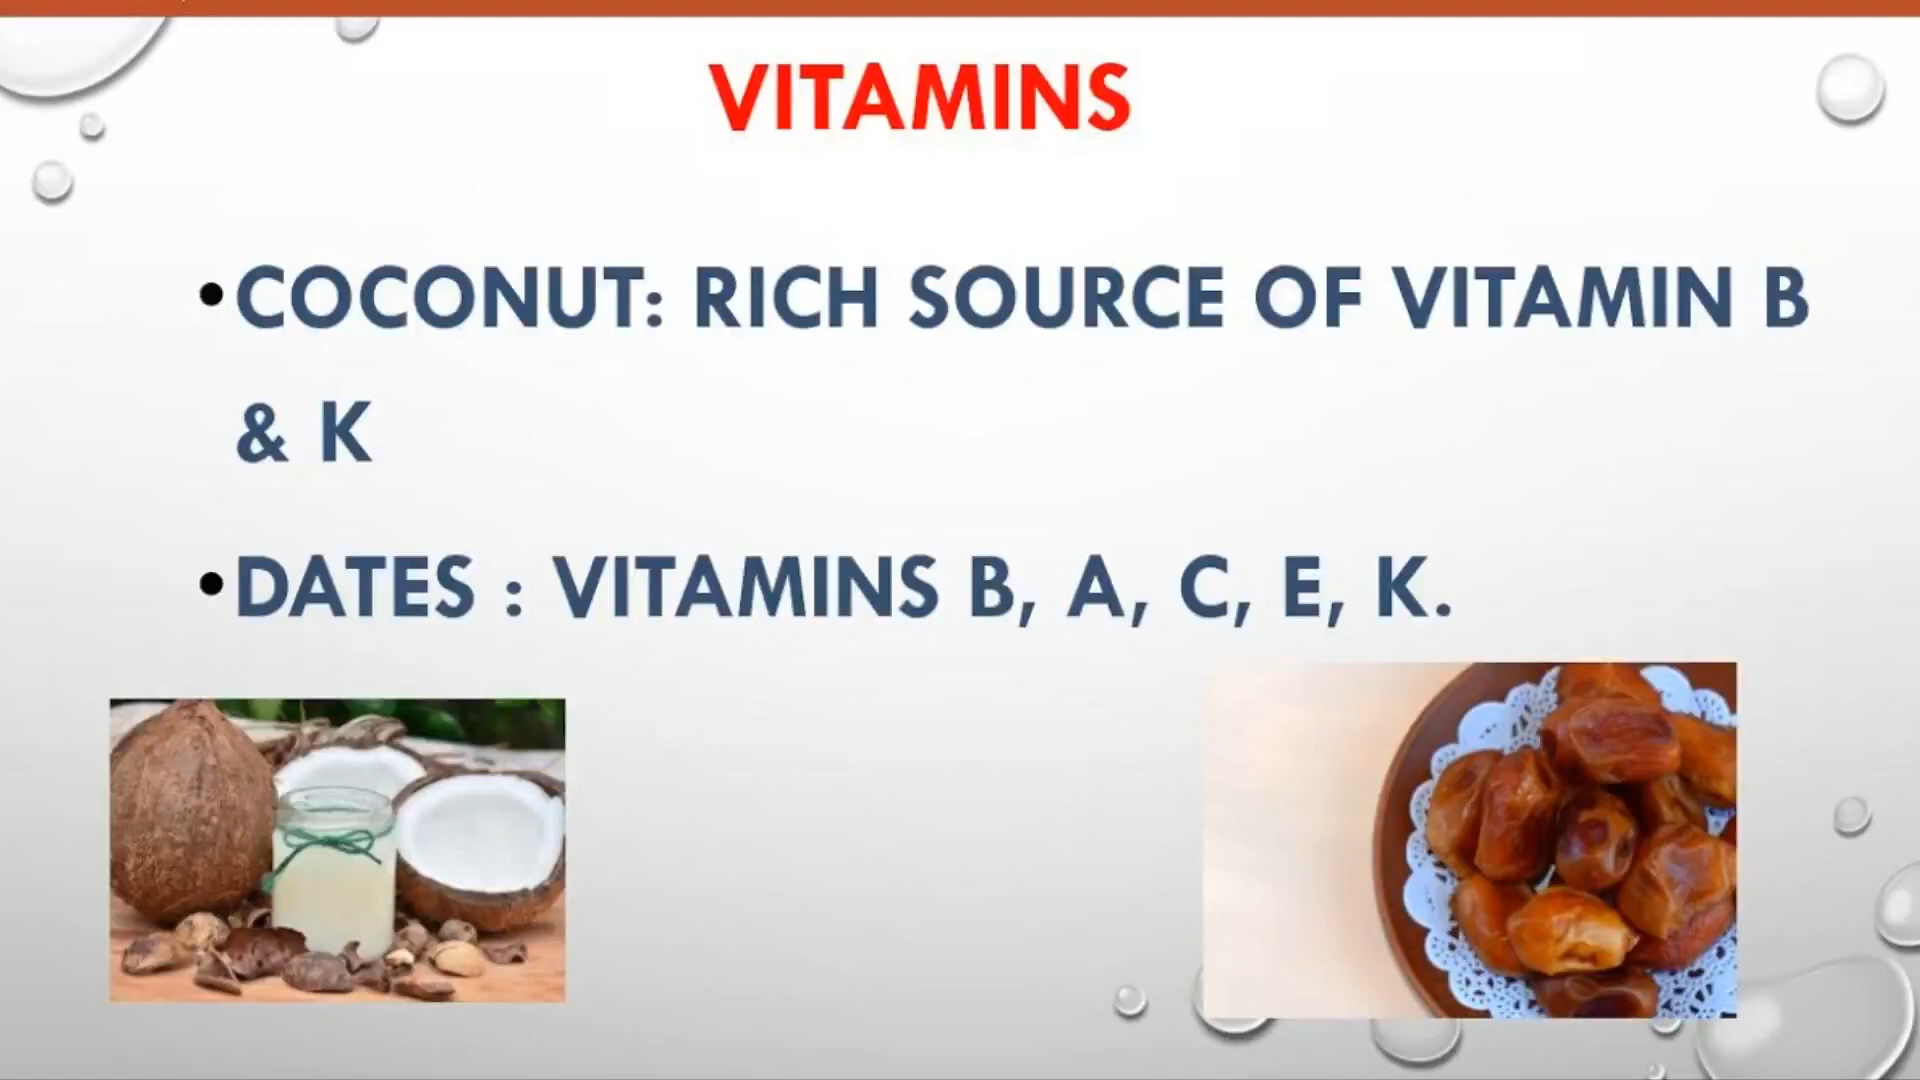 VITAMINS
•COCONUT: RICH SOURCE OF VITAMIN B
& K
•DATES : VITAMINS B, A, C, E, K.